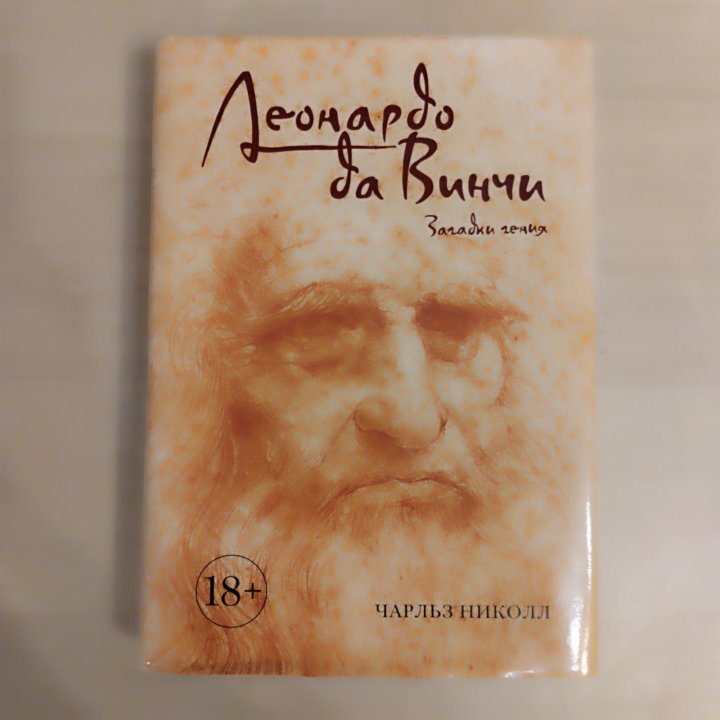 Леонардо
да Винчи
Загадки гения
18+
ЧАРЛЬЗ НИКОЛЛ